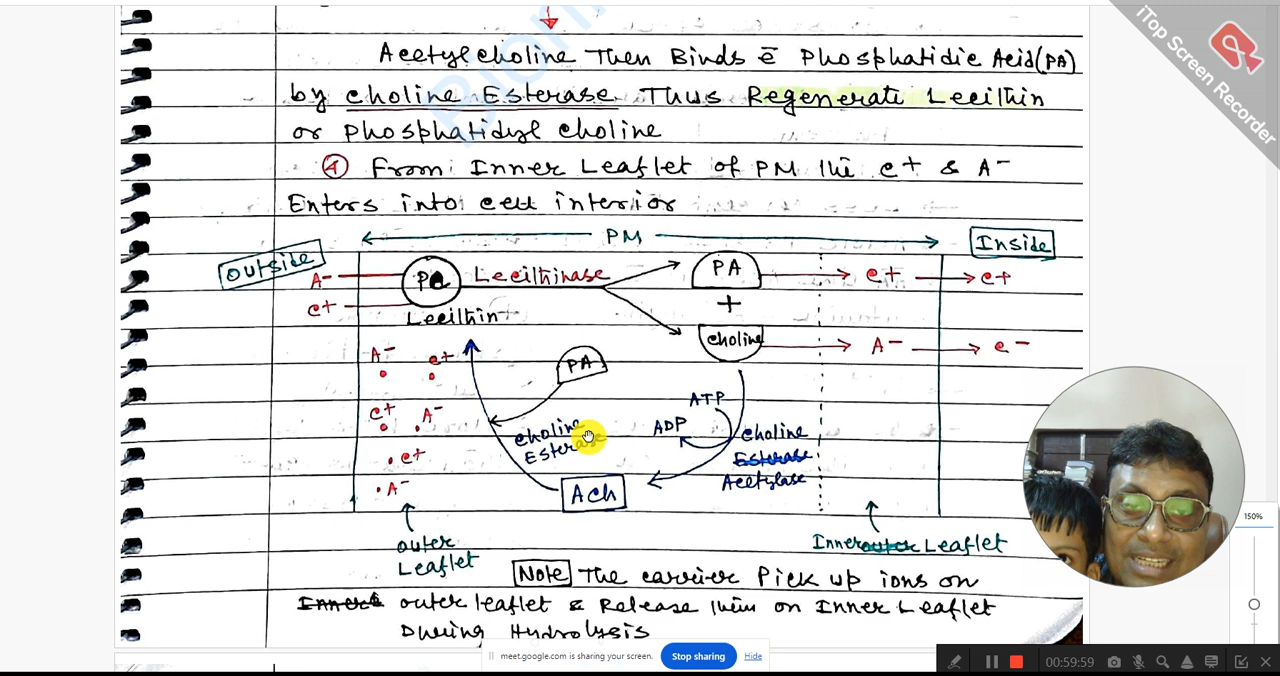 Acetylcholine Then Binds c̄ Phosphatidic Acid(PA)
by choline Esterase Thus Regenerate Lecithin
or phosphatidyl choline
④ From Inner Leaflet of PM the c+ & A-
Enters into cell interior
PM
Outside
Inside
A-
PC
Lecithinase
PA
c+
c+
c+
Lecithin
+
choline
A-
c-
A-
c+
PA
ATP
c+
A-
ADP
Choline
Esterase
choline
Esterase
Acetylase
c+
A-
Ach
outer
Leaflet
Inner outer Leaflet
Note The carrier Pick up ions on
Inner outer leaflet & Release them on Inner Leaflet
During Hydrolysis
iTop Screen Recorder
150%
meet.google.com is sharing your screen.
Stop sharing
Hide
00:59:59